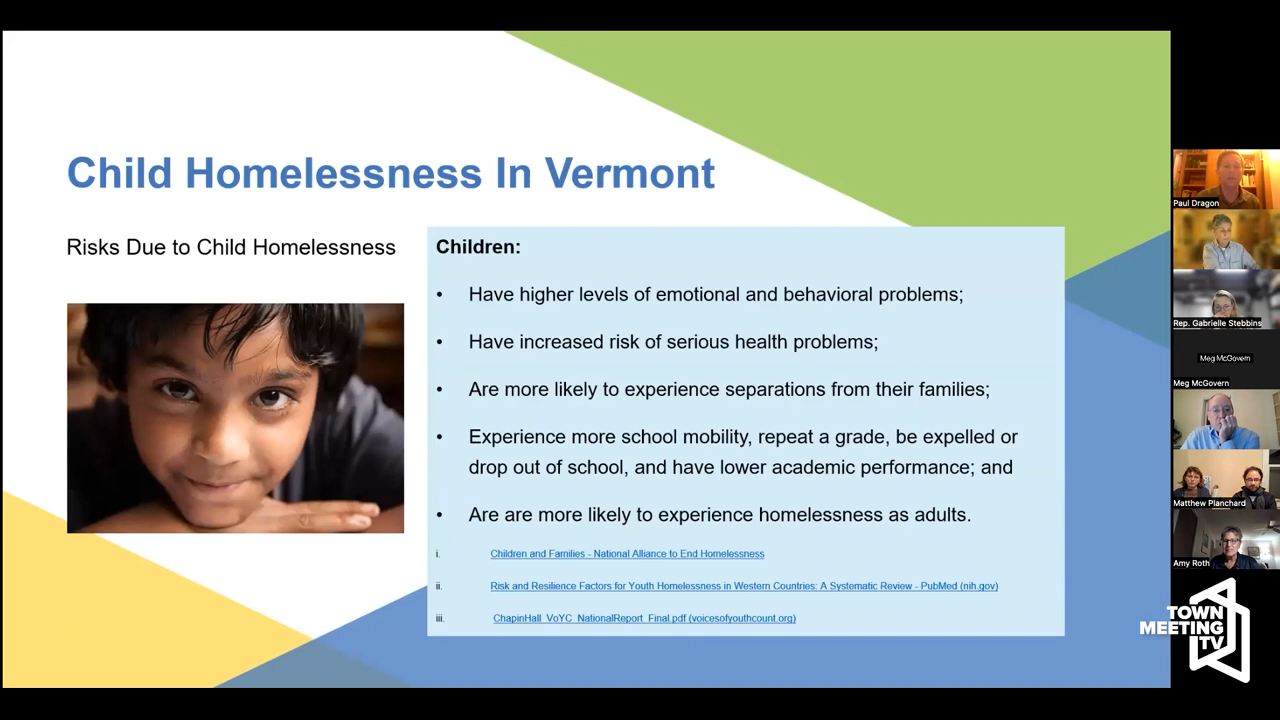 Child Homelessness In Vermont
Risks Due to Child Homelessness
Children:
• Have higher levels of emotional and behavioral problems;
• Have increased risk of serious health problems;
• Are more likely to experience separations from their families;
• Experience more school mobility, repeat a grade, be expelled or
drop out of school, and have lower academic performance; and
• Are are more likely to experience homelessness as adults.
i. Children and Families - National Alliance to End Homelessness
ii. Risk and Resilience Factors for Youth Homelessness in Western Countries: A Systematic Review - PubMed (nih.gov)
iii. ChapinHall_VoYC_NationalReport_Final.pdf (voicesofyouthcount.org)
Paul Dragon
Rep. Gabrielle Stebbins
Meg McGovern
Meg McGovern
Matthew Planchard
Amy Roth
TOWN
MEETING
TV